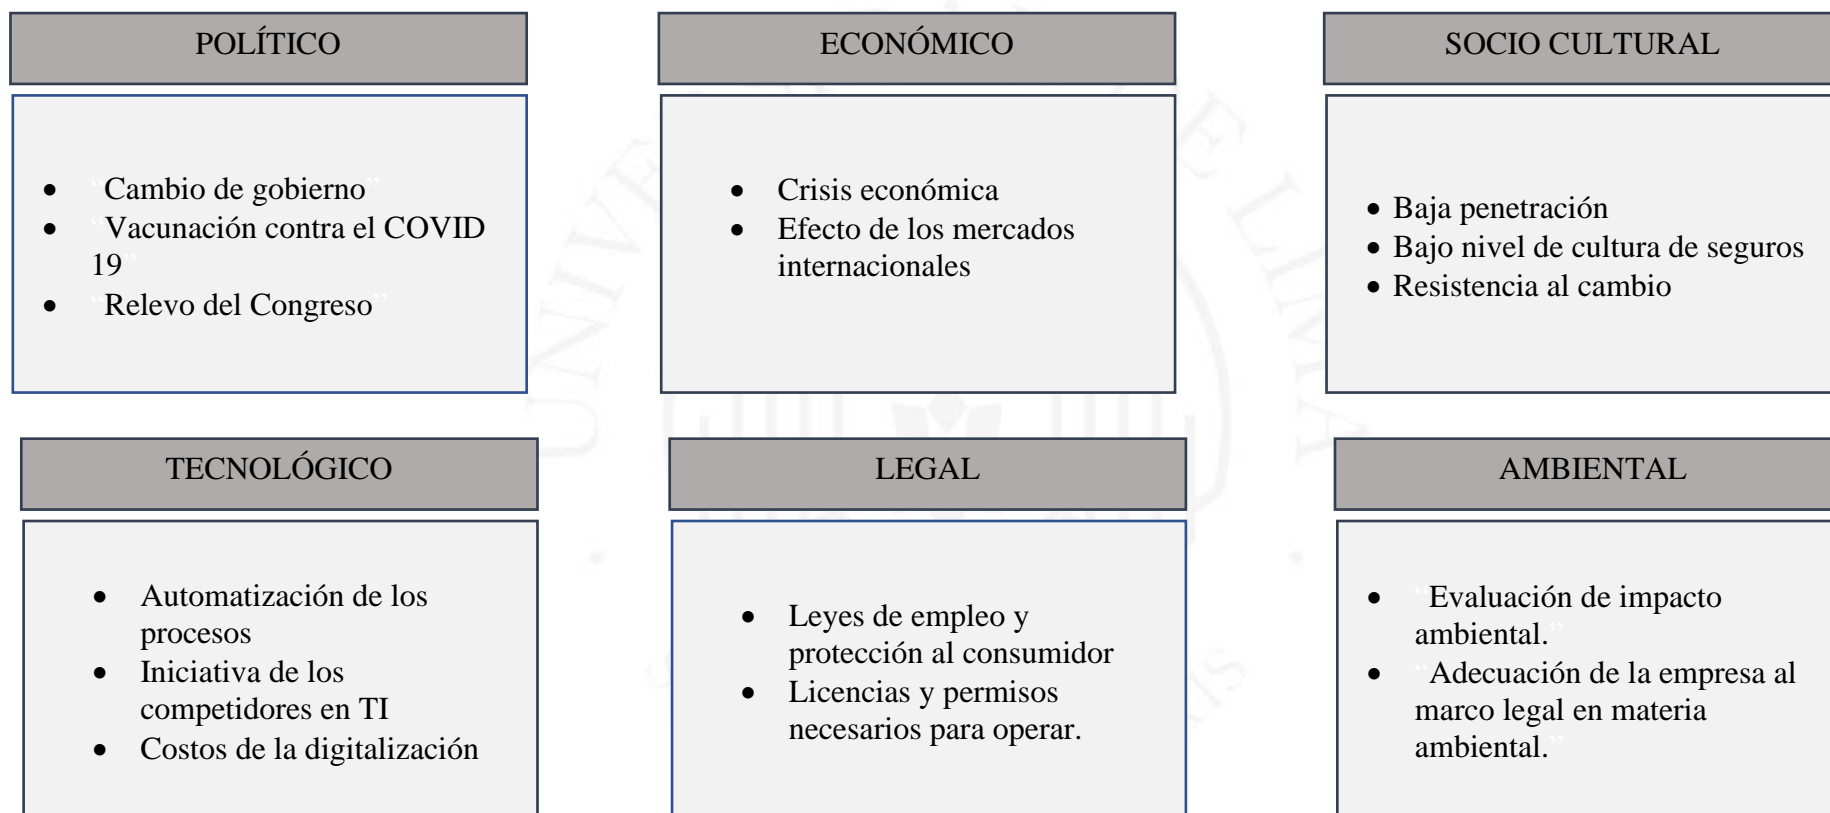 POLÍTICO
“Cambio de gobierno”
“Vacunación contra el COVID
19”
“Relevo del Congreso”
ECONÓMICO
Crisis económica
Efecto de los mercados
internacionales
SOCIO CULTURAL
Baja penetración
Bajo nivel de cultura de seguros
Resistencia al cambio
TECNOLÓGICO
Automatización de los
procesos
Iniciativa de los
competidores en TI
Costos de la digitalización
LEGAL
Leyes de empleo y
protección al consumidor
Licencias y permisos
necesarios para operar.
AMBIENTAL
“Evaluación de impacto
ambiental.”
“Adecuación de la empresa al
marco legal en materia
ambiental.”